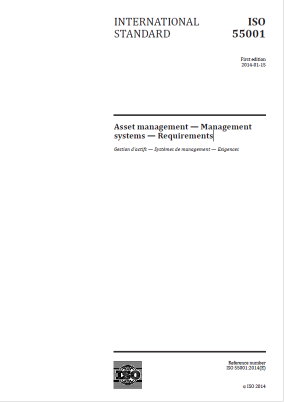 INTERNATIONAL
STANDARD
ISO
55001
First edition
2014-01-15
Asset management — Management
systems — Requirements
Gestion d'actifs — Systèmes de management — Exigences
ISO
Reference number
ISO 55001:2014(E)
© ISO 2014